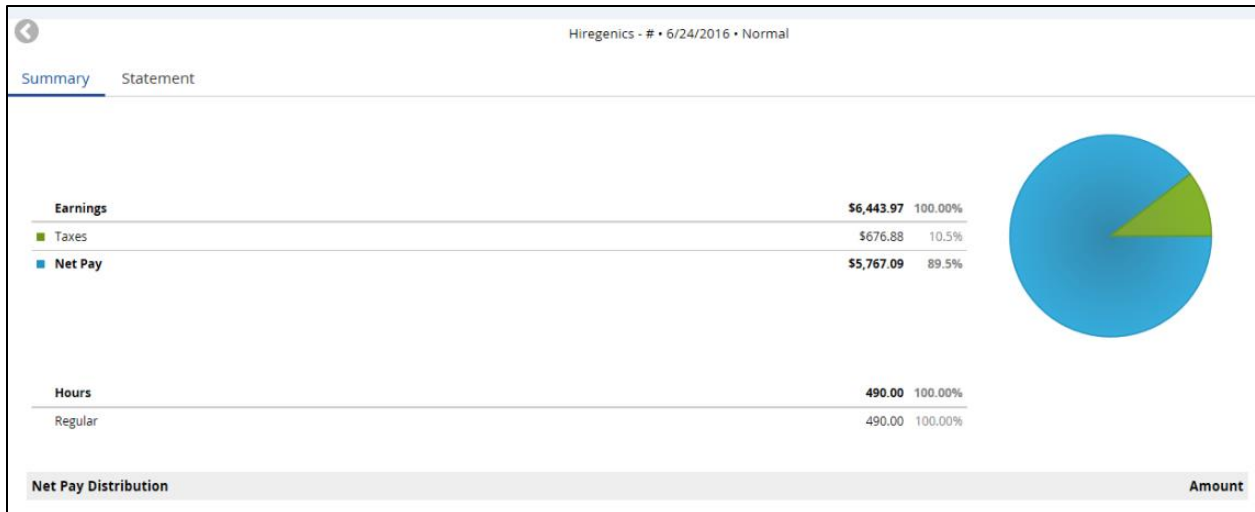 Hiregenics - # • 6/24/2016 • Normal
Summary Statement
Earnings $6,443.97 100.00%
Taxes $676.88 10.5%
Net Pay $5,767.09 89.5%
Hours 490.00 100.00%
Regular 490.00 100.00%
Net Pay Distribution Amount